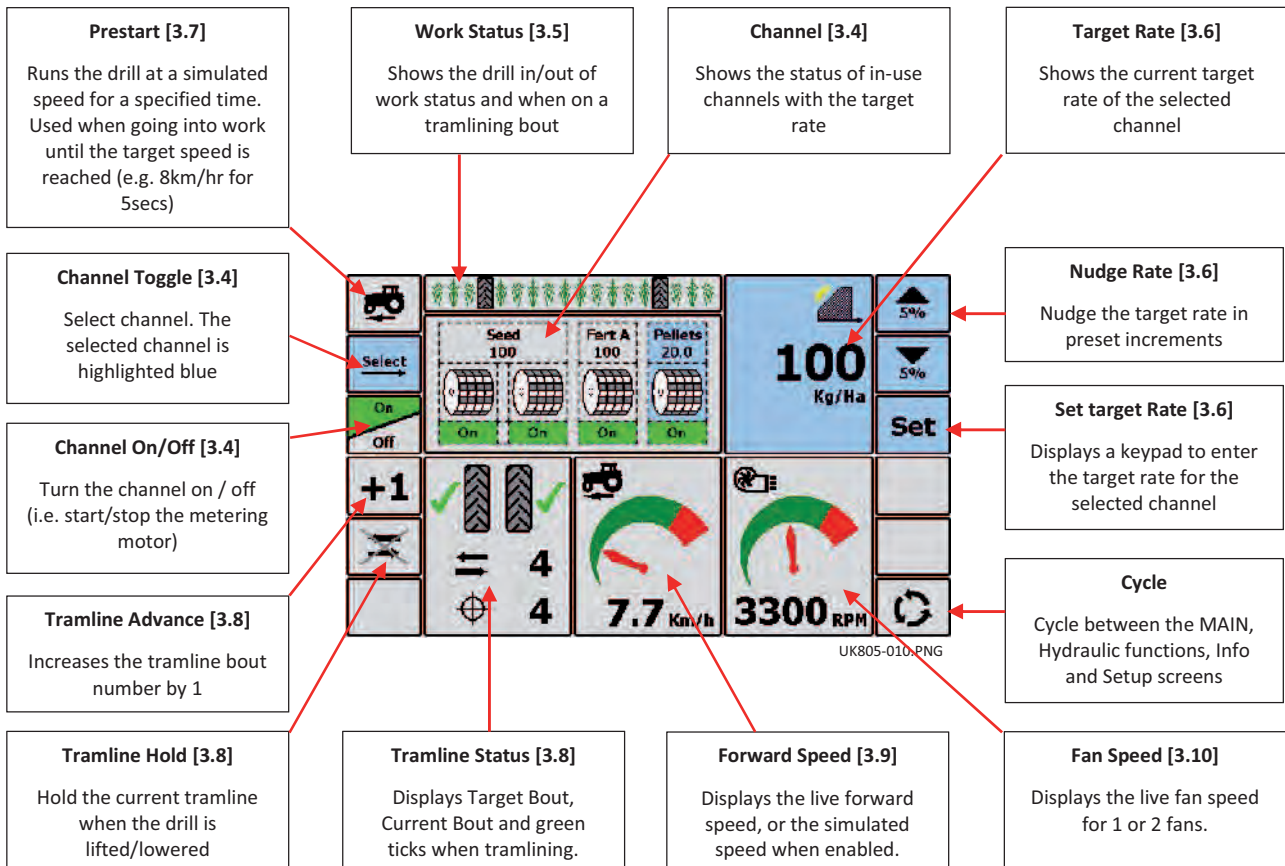 Prestart [3.7]
Runs the drill at a simulated
speed for a specified time.
Used when going into work
until the target speed is
reached (e.g. 8km/hr for
5secs)
Work Status [3.5]
Shows the drill in/out of
work status and when on a
tramlining bout
Channel [3.4]
Shows the status of in-use
channels with the target
rate
Target Rate [3.6]
Shows the current target
rate of the selected
channel
Channel Toggle [3.4]
Select channel. The
selected channel is
highlighted blue
Channel On/Off [3.4]
Turn the channel on / off
(i.e. start/stop the metering
motor)
Tramline Advance [3.8]
Increases the tramline bout
number by 1
Tramline Hold [3.8]
Hold the current tramline
when the drill is
lifted/lowered
Select
On
Off
+1
Seed
100
Fert A
100
Pellets
20.0
On
On
On
On
100
Kg/Ha
5%
5%
Set
4
4
7.7 Km/h
3300 RPM
UK805-010.PNG
Nudge Rate [3.6]
Nudge the target rate in
preset increments
Set target Rate [3.6]
Displays a keypad to enter
the target rate for the
selected channel
Cycle
Cycle between the MAIN,
Hydraulic functions, Info
and Setup screens
Tramline Status [3.8]
Displays Target Bout,
Current Bout and green
ticks when tramlining.
Forward Speed [3.9]
Displays the live forward
speed, or the simulated
speed when enabled.
Fan Speed [3.10]
Displays the live fan speed
for 1 or 2 fans.